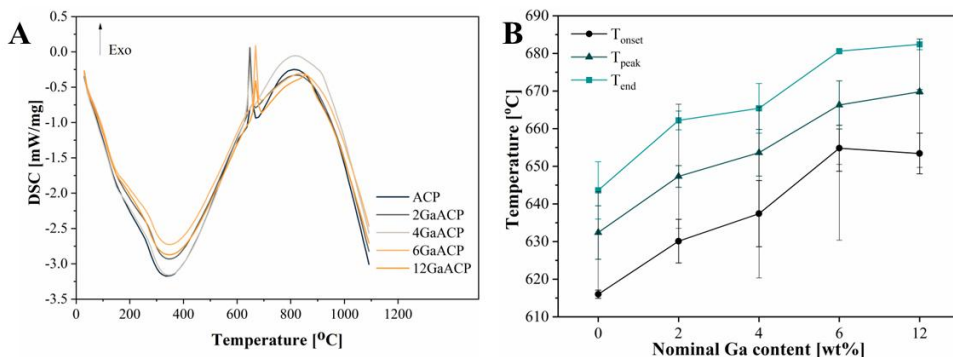 A
Exo
0.5
0.0
-0.5
-1.0
-1.5
-2.0
-2.5
-3.0
-3.5
DSC [mW/mg]
ACP
2GaACP
4GaACP
6GaACP
12GaACP
0 200 400 600 800 1000 1200
Temperature [°C]
B
690
680
670
660
650
640
630
620
610
Temperature [°C]
Tonset
Tpeak
Tend
0 2 4 6 12
Nominal Ga content [wt%]